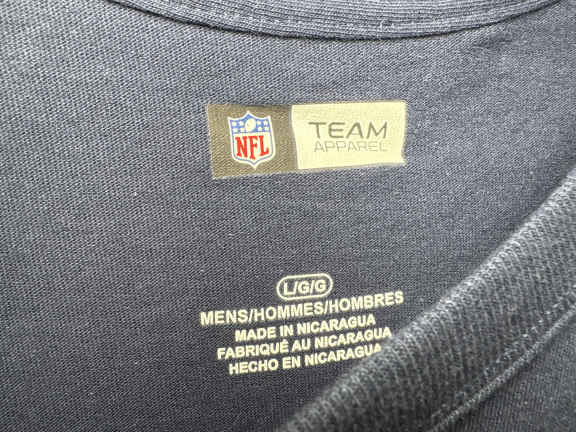 NFL
TEAM
APPAREL
L/G/G
MENS/HOMMES/HOMBRES
MADE IN NICARAGUA
FABRIQUÉ AU NICARAGUA
HECHO EN NICARAGUA